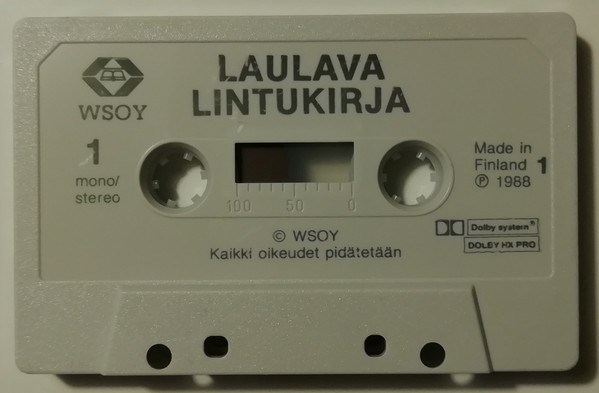 LAULAVA
LINTUKIRJA
WSOY
1
mono/
stereo
100 50 0
Made in
Finland 1
Ⓟ 1988
© WSOY
Kaikki oikeudet pidätetään
Dolby system®
DOLBY HX PRO